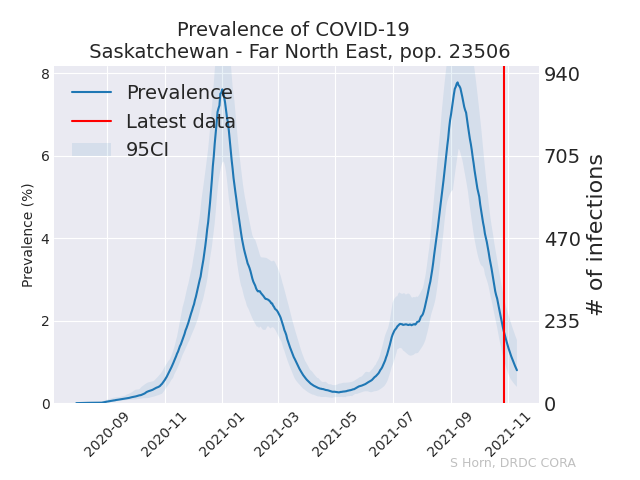 Prevalence of COVID-19
Saskatchewan - Far North East, pop. 23506
8
6
4
2
0
Prevalence (%)
Prevalence
Latest data
95CI
940
705
470
235
0
# of infections
2020-09
2020-11
2021-01
2021-03
2021-05
2021-07
2021-09
2021-11
S Horn, DRDC CORA